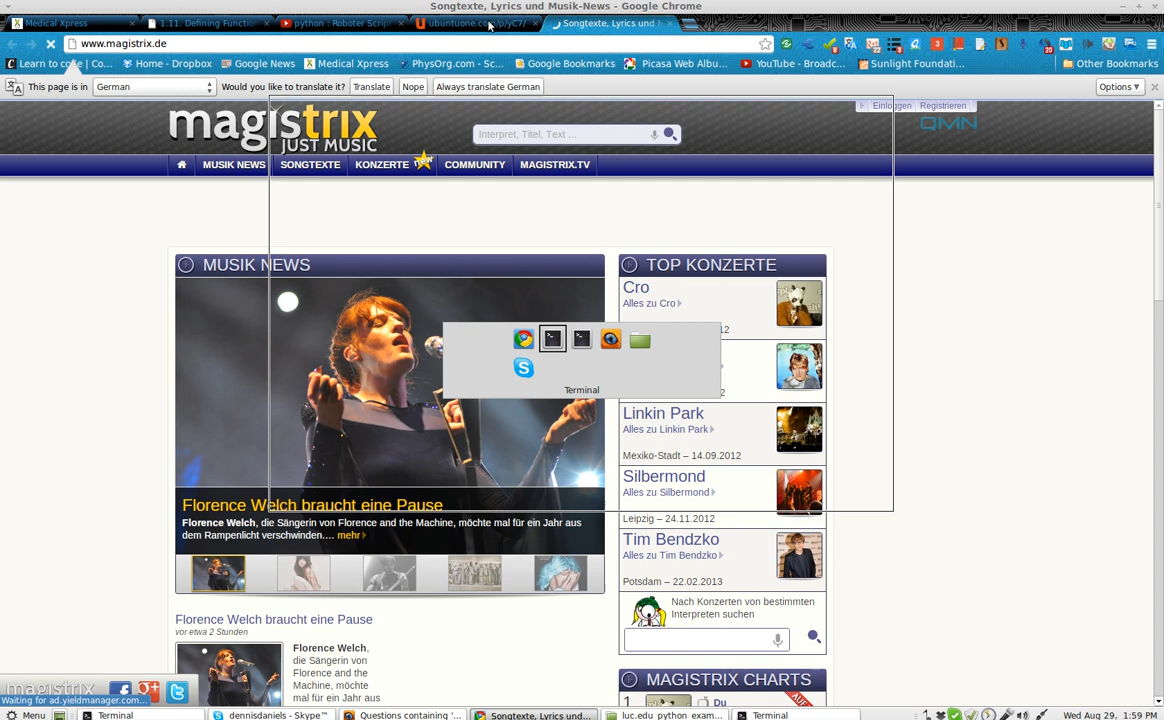 Songtexte, Lyrics und Musik-News - Google Chrome
Medical Xpress
1.11. Defining Functio
python : Roboter Script
ubuntuone.com/p/yC7/
Songtexte, Lyrics und
www.magistrix.de
Learn to code | Co...
Home - Dropbox
Google News
Medical Xpress
PhysOrg.com - Sc...
Google Bookmarks
Picasa Web Albu...
YouTube - Broadc...
Sunlight Foundati...
Other Bookmarks
This page is in German Would you like to translate it? Translate Nope Always translate German Options
magistrix
JUST MUSIC
Interpret, Titel, Text ...
Einloggen Registrieren
QMN
MUSIK NEWS SONGTEXTE KONZERTE new COMMUNITY MAGISTRIX.TV
MUSIK NEWS
Florence Welch braucht eine Pause
Florence Welch, die Sängerin von Florence and the Machine, möchte mal für ein Jahr aus
dem Rampenlicht verschwinden.... mehr
Florence Welch braucht eine Pause
vor etwa 2 Stunden
Florence Welch,
die Sängerin von
Florence and the
Machine, möchte
mal für ein Jahr aus
TOP KONZERTE
Cro
Alles zu Cro
12
2
Linkin Park
Alles zu Linkin Park
Mexiko-Stadt – 14.09.2012
Silbermond
Alles zu Silbermond
Leipzig – 24.11.2012
Tim Bendzko
Alles zu Tim Bendzko
Potsdam – 22.02.2013
Nach Konzerten von bestimmten
Interpreten suchen
MAGISTRIX CHARTS
1
Du
Terminal
magistrix
Waiting for ad.yieldmanager.com...
Menu
Terminal
dennisdaniels - Skype™
Questions containing '...
Songtexte, Lyrics und...
luc.edu_python_exam...
Terminal
Wed Aug 29, 1:59 PM